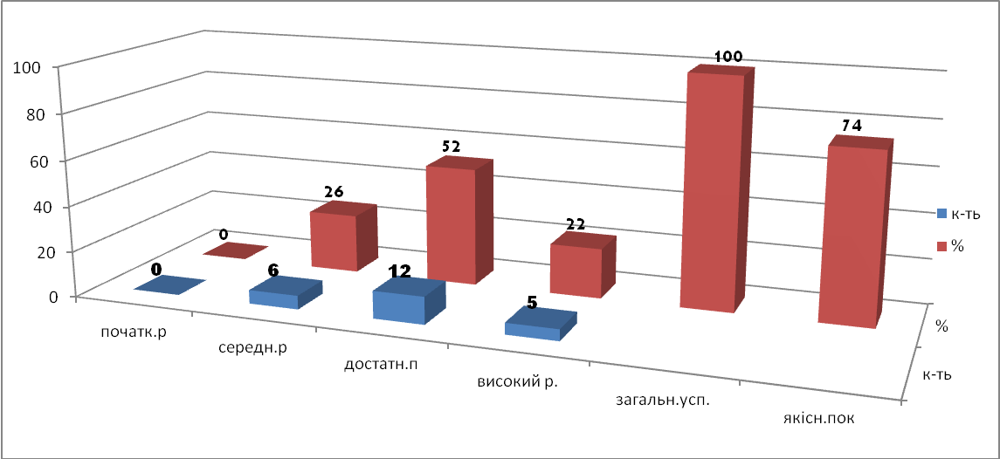 100
80
60
40
20
0
0
26
52
22
100
74
0
6
12
5
початк.р
середн.р
достатн.п
високий р.
загальн.усп.
якісн.пок
%
к-ть
к-ть
%